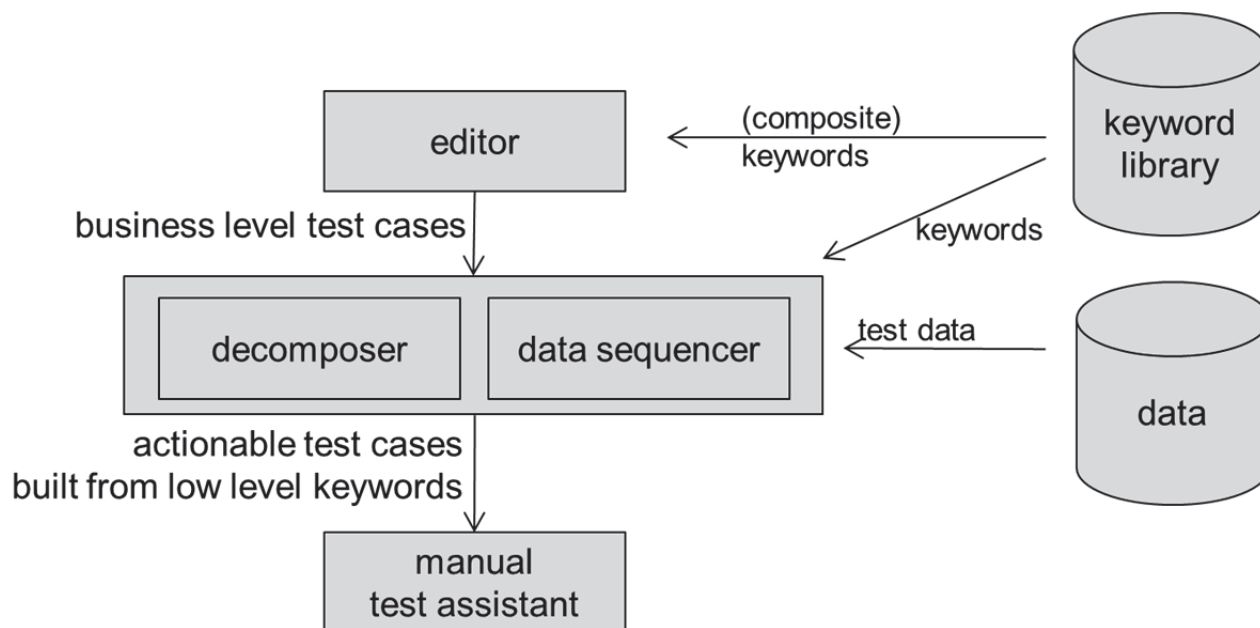 editor
(composite)
keywords
keyword
library
business level test cases
keywords
decomposer
data sequencer
test data
data
actionable test cases
built from low level keywords
manual
test assistant